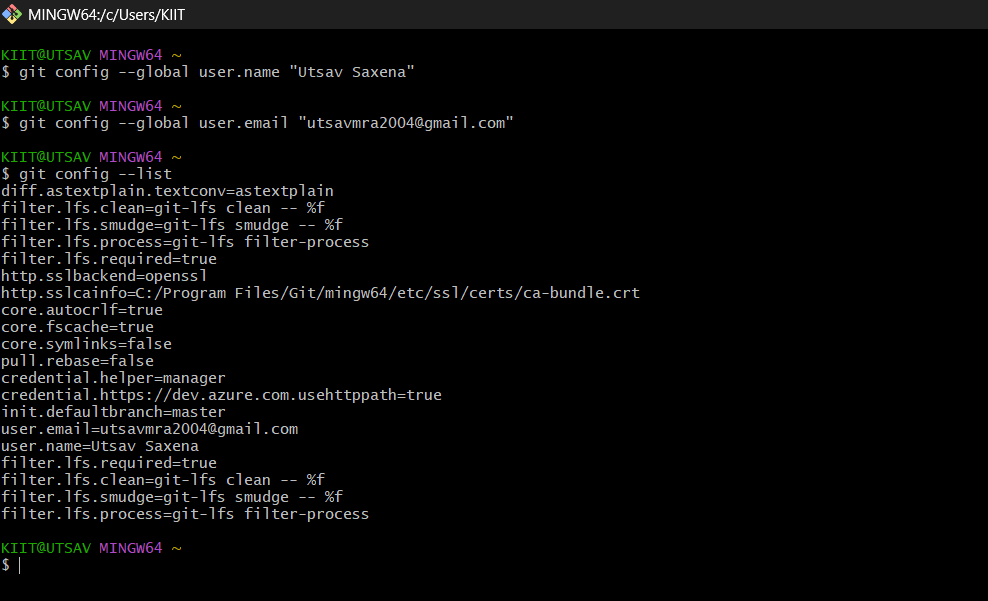 MINGW64:/c/Users/KIIT
KIIT@UTSAV MINGW64 ~
$ git config --global user.name "Utsav Saxena"
KIIT@UTSAV MINGW64 ~
$ git config --global user.email "utsavmra2004@gmail.com"
KIIT@UTSAV MINGW64 ~
$ git config --list
diff.astextplain.textconv=astextplain
filter.lfs.clean=git-lfs clean -- %f
filter.lfs.smudge=git-lfs smudge -- %f
filter.lfs.process=git-lfs filter-process
filter.lfs.required=true
http.sslbackend=openssl
http.sslcainfo=C:/Program Files/Git/mingw64/etc/ssl/certs/ca-bundle.crt
core.autocrlf=true
core.fscache=true
core.symlinks=false
pull.rebase=false
credential.helper=manager
credential.https://dev.azure.com.usehttppath=true
init.defaultbranch=master
user.email=utsavmra2004@gmail.com
user.name=Utsav Saxena
filter.lfs.required=true
filter.lfs.clean=git-lfs clean -- %f
filter.lfs.smudge=git-lfs smudge -- %f
filter.lfs.process=git-lfs filter-process
KIIT@UTSAV MINGW64 ~
$